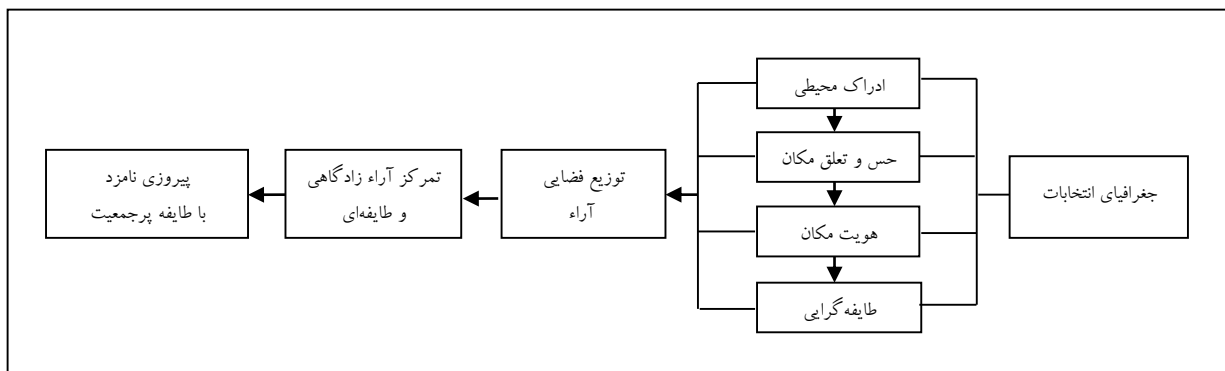 جغرافیای انتخابات
ادراک محیطی
حس و تعلق مکان
هویت مکان
طایفه‌گرایی
توزیع فضایی
آراء
تمرکز آراء زادگاهی
و طایفه‌ای
پیروزی نامزد
با طایفه پرجمعیت